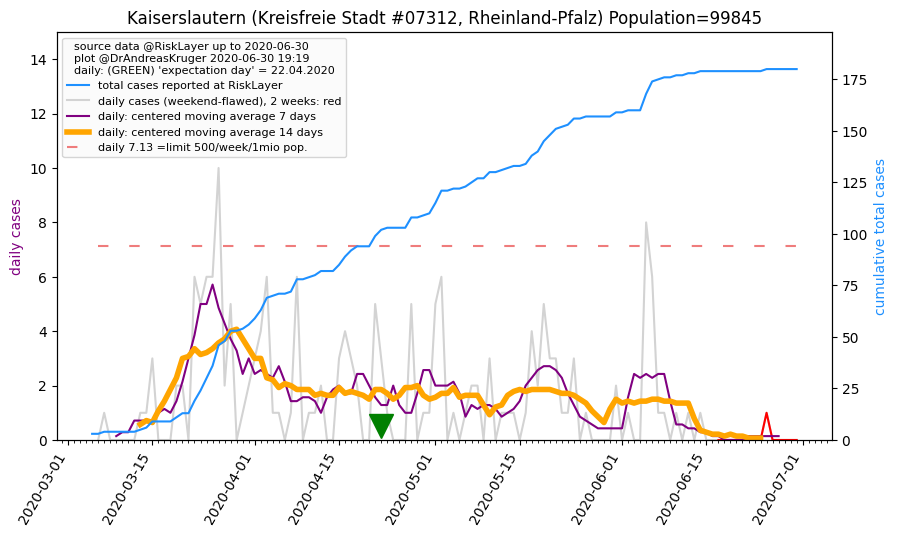 Kaiserslautern (Kreisfreie Stadt #07312, Rheinland-Pfalz) Population=99845
source data @RiskLayer up to 2020-06-30
plot @DrAndreasKruger 2020-06-30 19:19
daily: (GREEN) 'expectation day' = 22.04.2020
total cases reported at RiskLayer
daily cases (weekend-flawed), 2 weeks: red
daily: centered moving average 7 days
daily: centered moving average 14 days
daily 7.13 =limit 500/week/1mio pop.
daily cases
14
12
10
8
6
4
2
0
cumulative total cases
175
150
125
100
75
50
25
0
2020-03-01
2020-03-15
2020-04-01
2020-04-15
2020-05-01
2020-05-15
2020-06-01
2020-06-15
2020-07-01